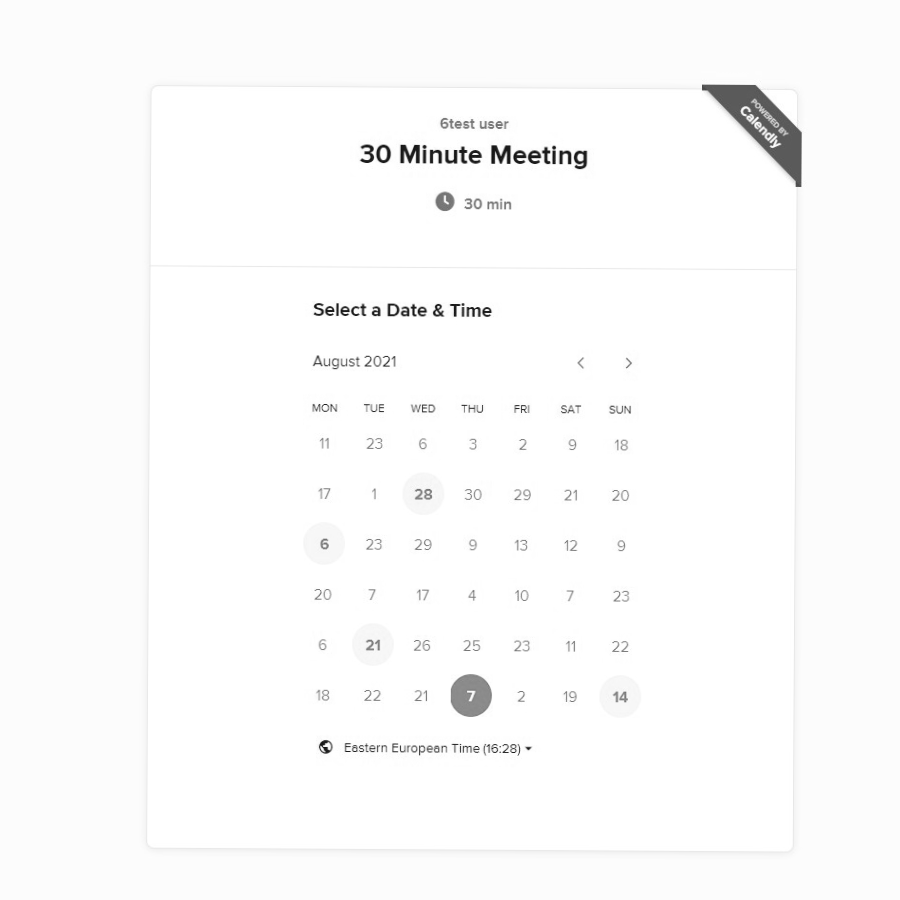 POWERED BY
Calendly
6test user
30 Minute Meeting
30 min
Select a Date & Time
August 2021
MON TUE WED THU FRI SAT SUN
11 23 6 3 2 9 18
17 1 28 30 29 21 20
6 23 29 9 13 12 9
20 7 17 4 10 7 23
6 21 26 25 23 11 22
18 22 21 7 2 19 14
Eastern European Time (16:28)